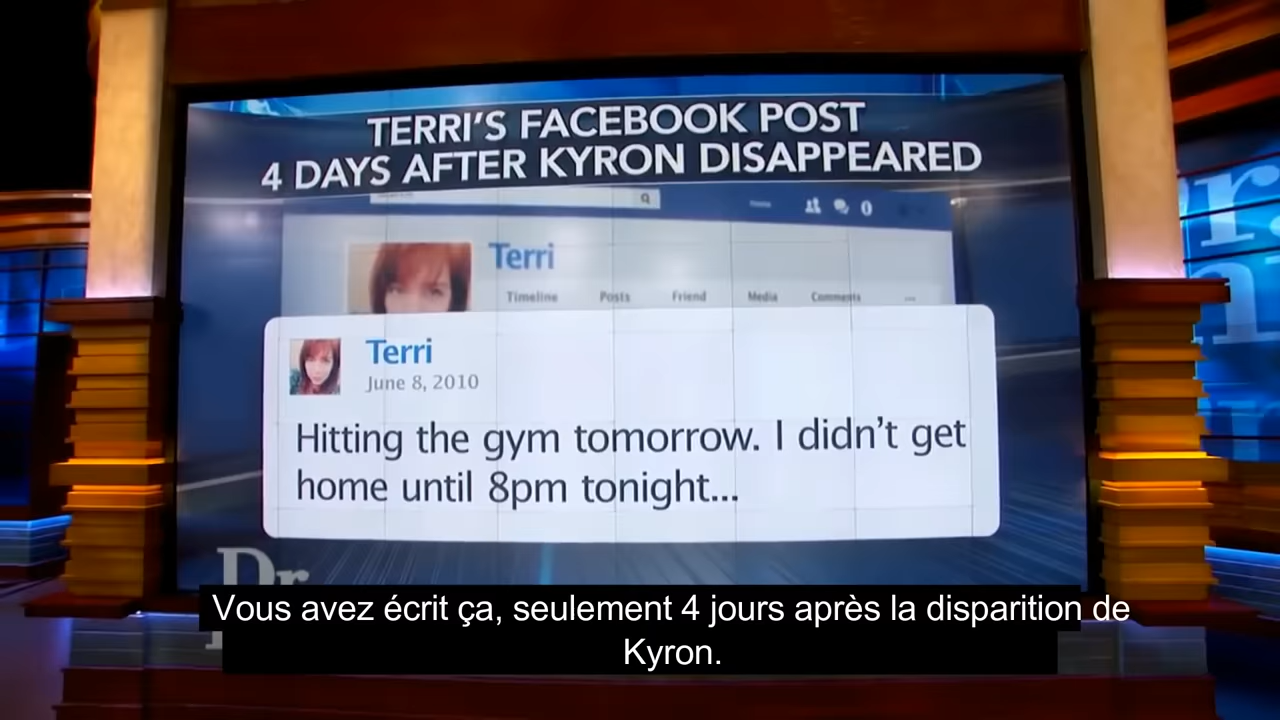 TERRI'S FACEBOOK POST
4 DAYS AFTER KYRON DISAPPEARED
0
Terri
Timeline Posts Friend Media Comments ...
Terri
June 8, 2010
Hitting the gym tomorrow. I didn't get
home until 8pm tonight...
Dr.
Vous avez écrit ça, seulement 4 jours après la disparition de
Kyron.